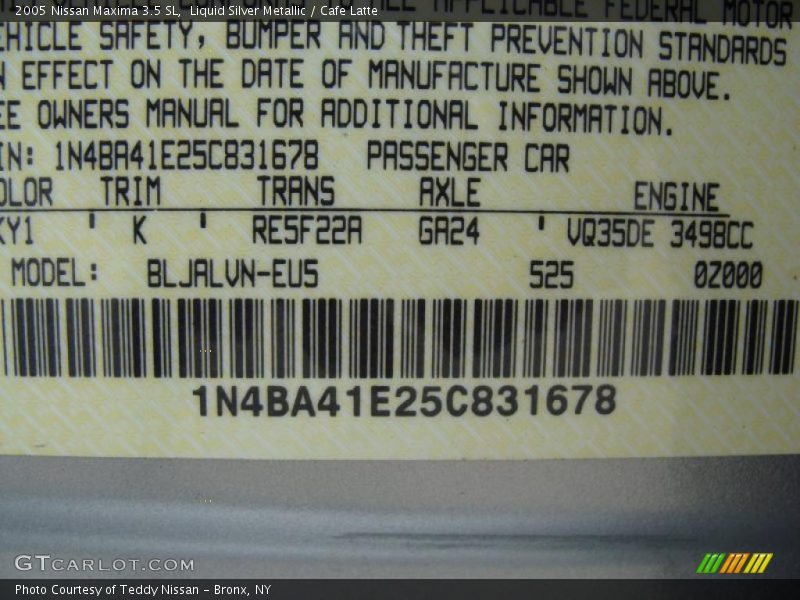 2005 Nissan Maxima 3.5 SL, Liquid Silver Metallic / Cafe Latte
APPLICABLE FEDERAL MOTOR
EHICLE SAFETY, BUMPER AND THEFT PREVENTION STANDARDS
N EFFECT ON THE DATE OF MANUFACTURE SHOWN ABOVE.
EE OWNERS MANUAL FOR ADDITIONAL INFORMATION.
IN: 1N4BA41E25C831678 PASSENGER CAR
OLOR TRIM TRANS AXLE ENGINE
KY1 ' K ' RE5F22A GA24 ' VQ35DE 3498CC
MODEL: BLJALVN-EU5 525 0Z000
1N4BA41E25C831678
GTCARLOT.COM
Photo Courtesy of Teddy Nissan - Bronx, NY